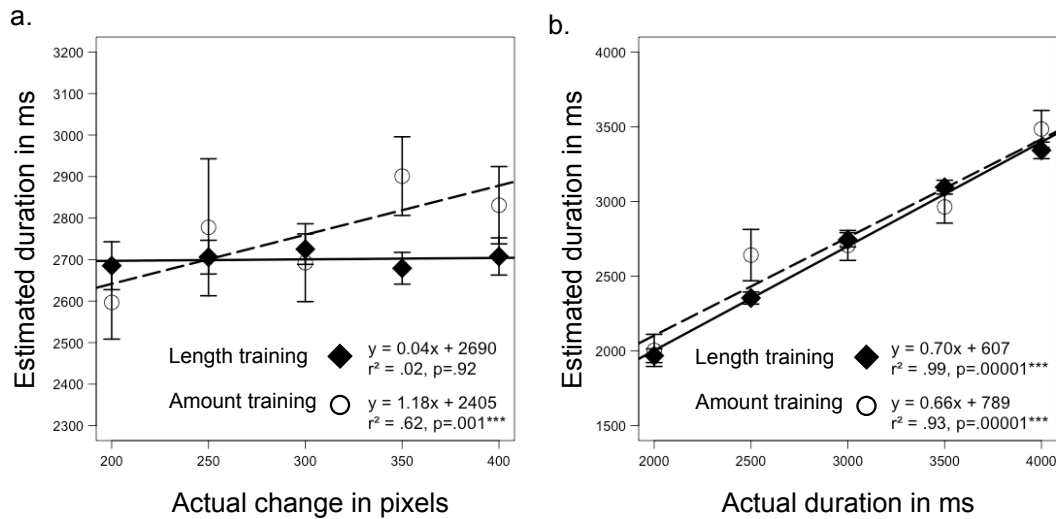 a.
Estimated duration in ms
3200
3100
3000
2900
2800
2700
2600
2500
2400
2300
Length training
y = 0.04x + 2690
r² = .02, p=.92
Amount training
y = 1.18x + 2405
r² = .62, p=.001***
200 250 300 350 400
Actual change in pixels
b.
Estimated duration in ms
4000
3500
3000
2500
2000
1500
Length training
y = 0.70x + 607
r² = .99, p=.00001***
Amount training
y = 0.66x + 789
r² = .93, p=.00001***
2000 2500 3000 3500 4000
Actual duration in ms